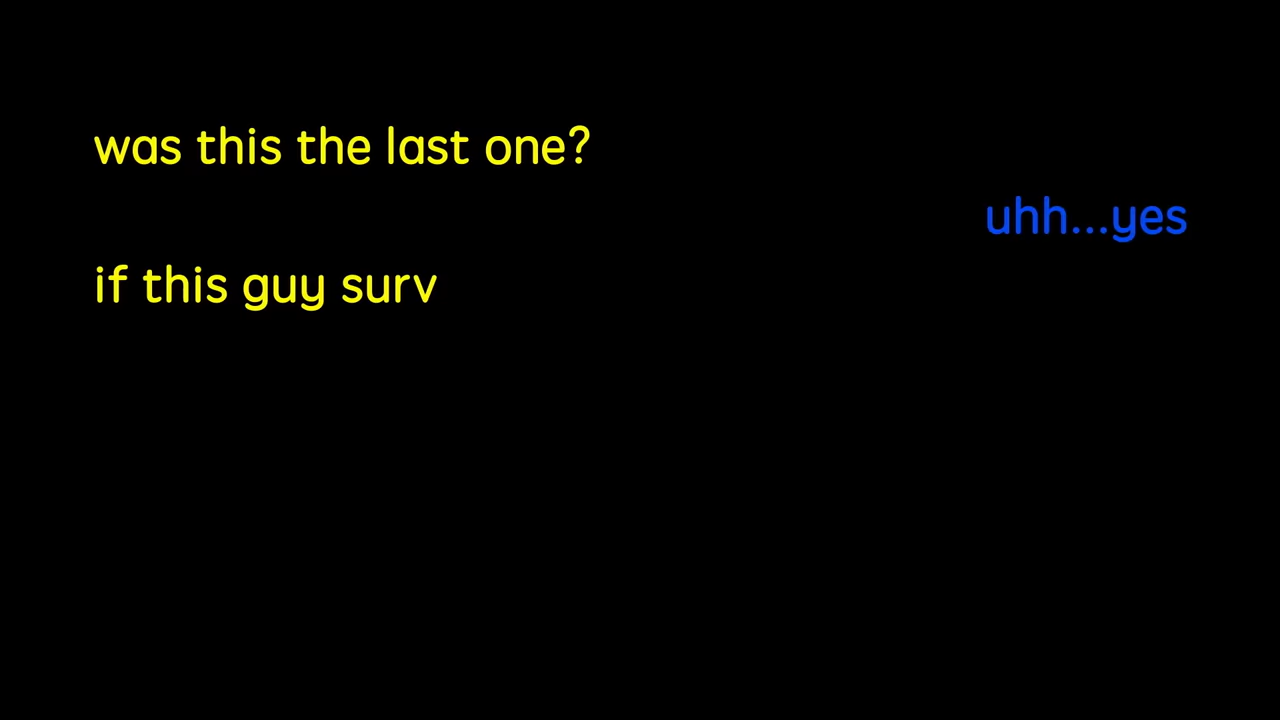 was this the last one?
uhh...yes
if this guy surv